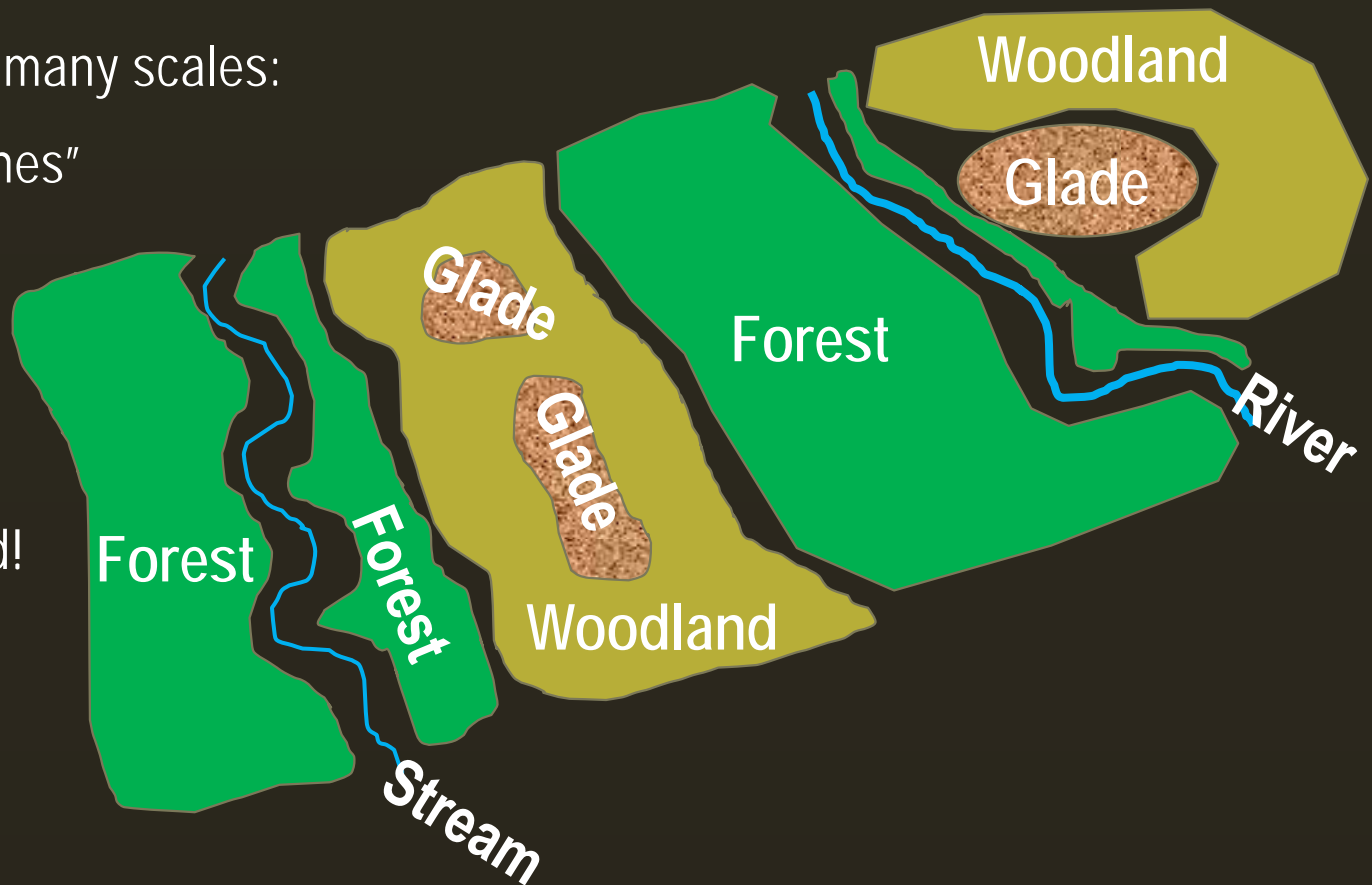 many scales:
nes"
d!
Woodland
Glade
Glade
Forest
Glade
River
Forest
Forest
Woodland
Stream